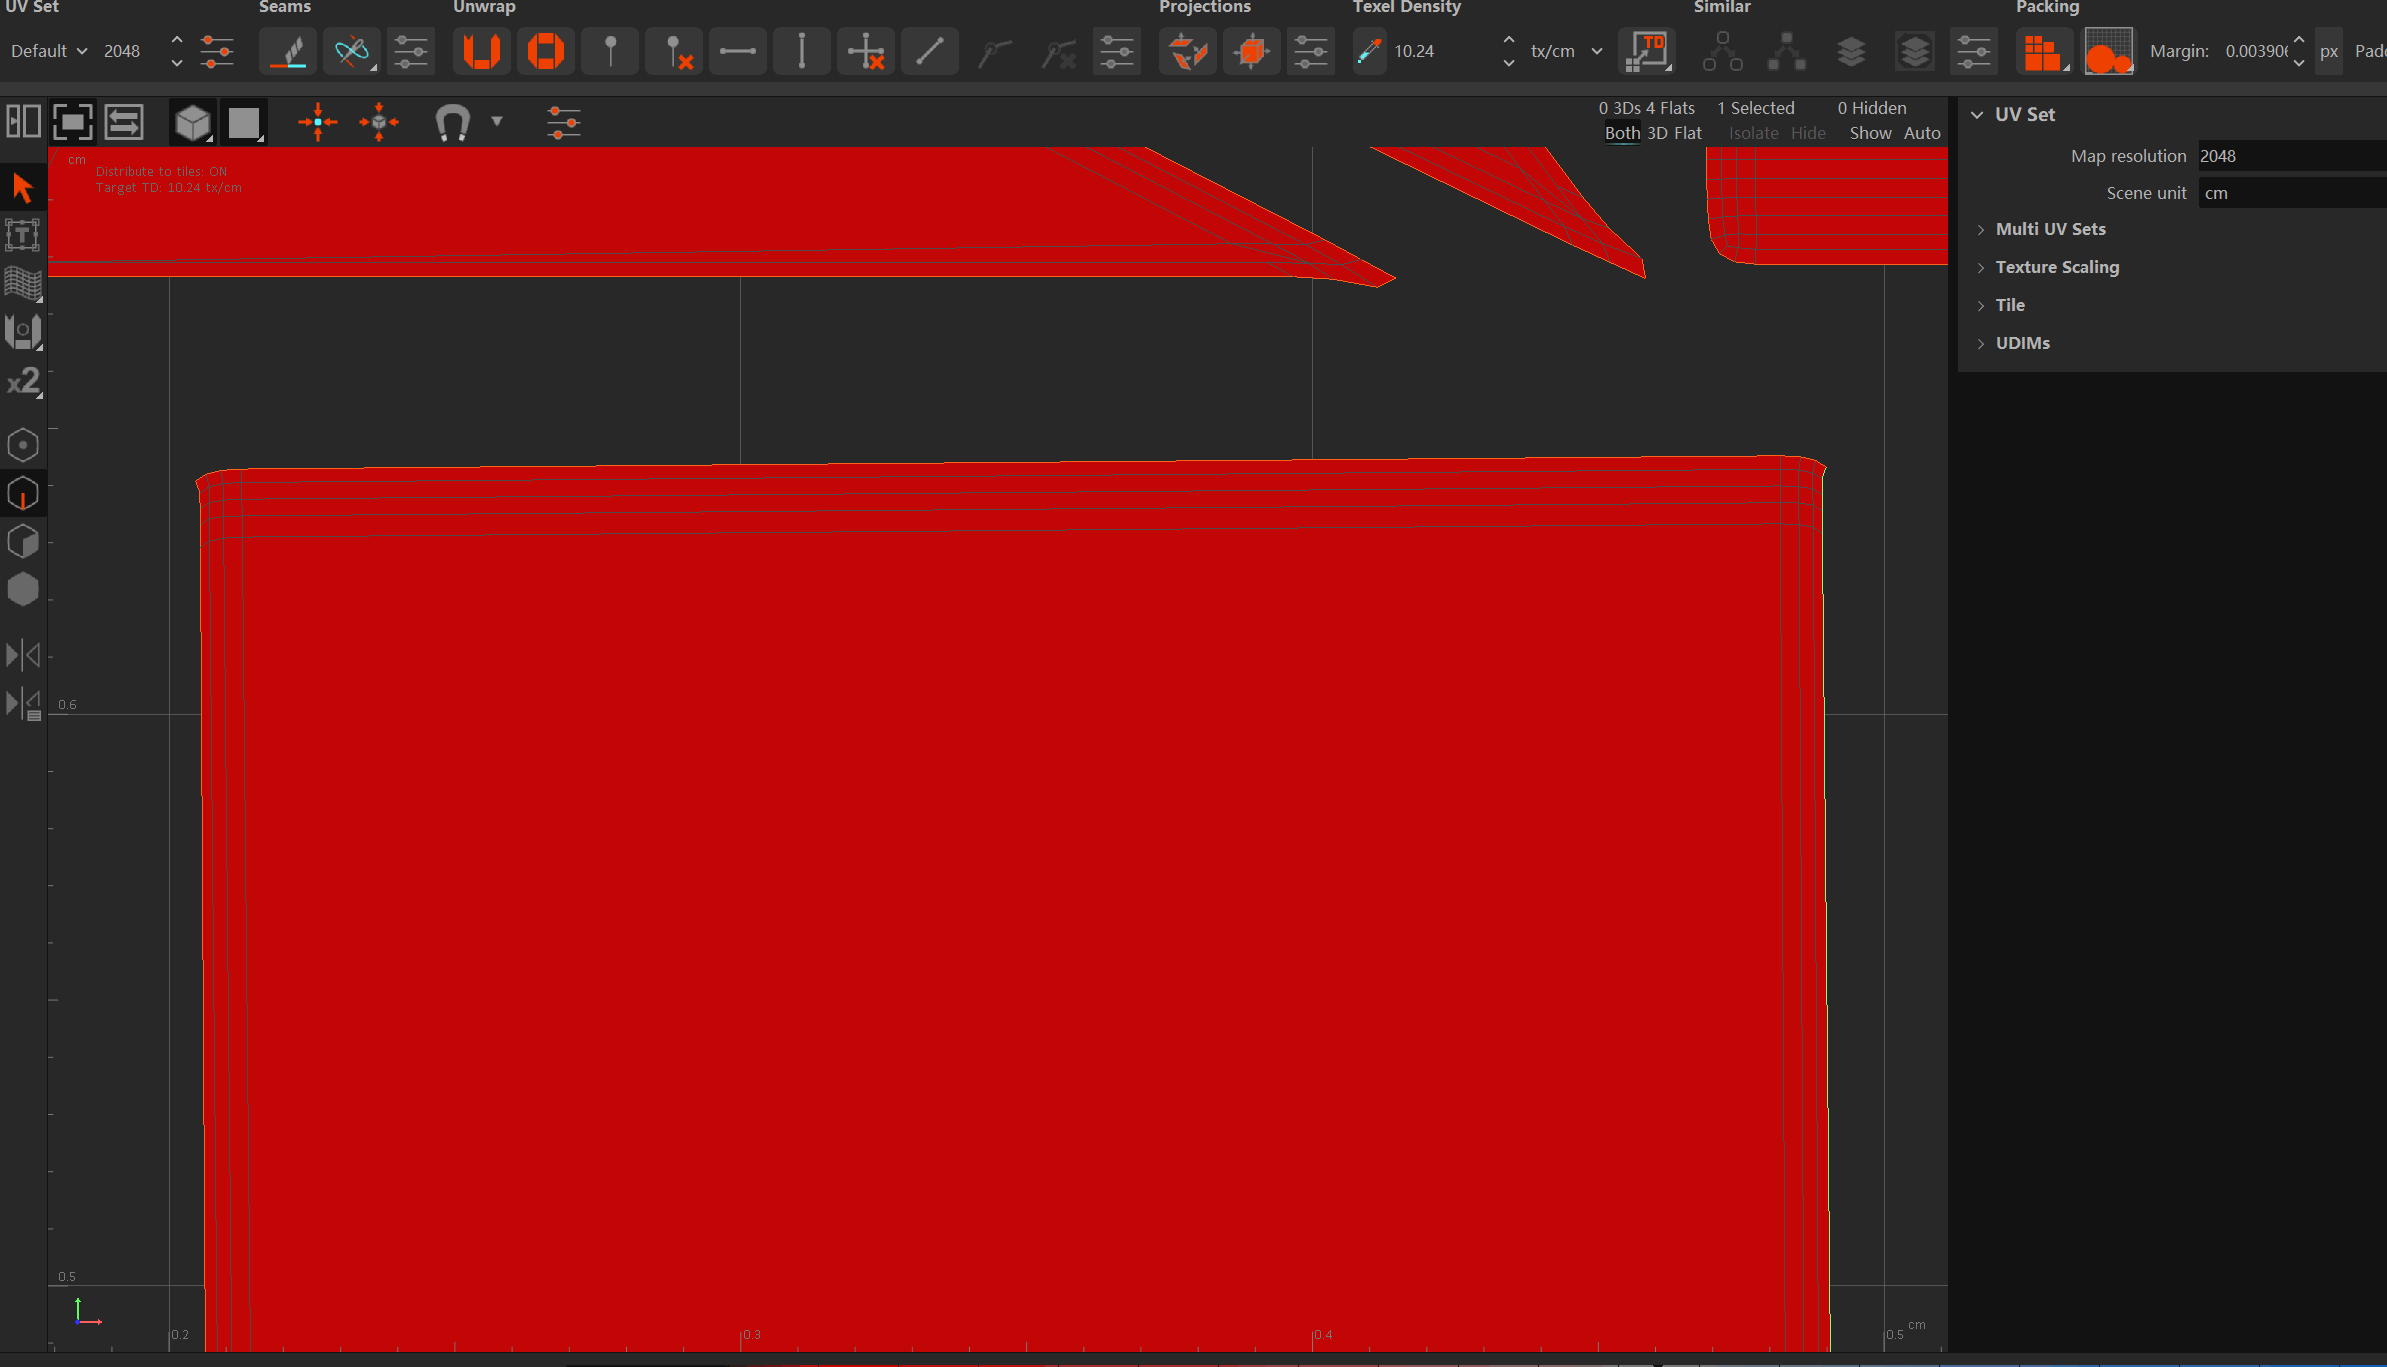 UV Set Seams Unwrap Projections Texel Density Similar Packing
Default 2048 10.24 tx/cm TD Margin: px
x2
0 3Ds 4 Flats 1 Selected 0 Hidden
Both 3D Flat Isolate Hide Show Auto
cm
Distribute to tiles: ON
Target TD: 10.24 tx/cm
T
0.6
0.5
0.2 0.3 0.4 0.5 cm
UV Set
Map resolution 2048
Scene unit cm
Multi UV Sets
Texture Scaling
Tile
UDIMs